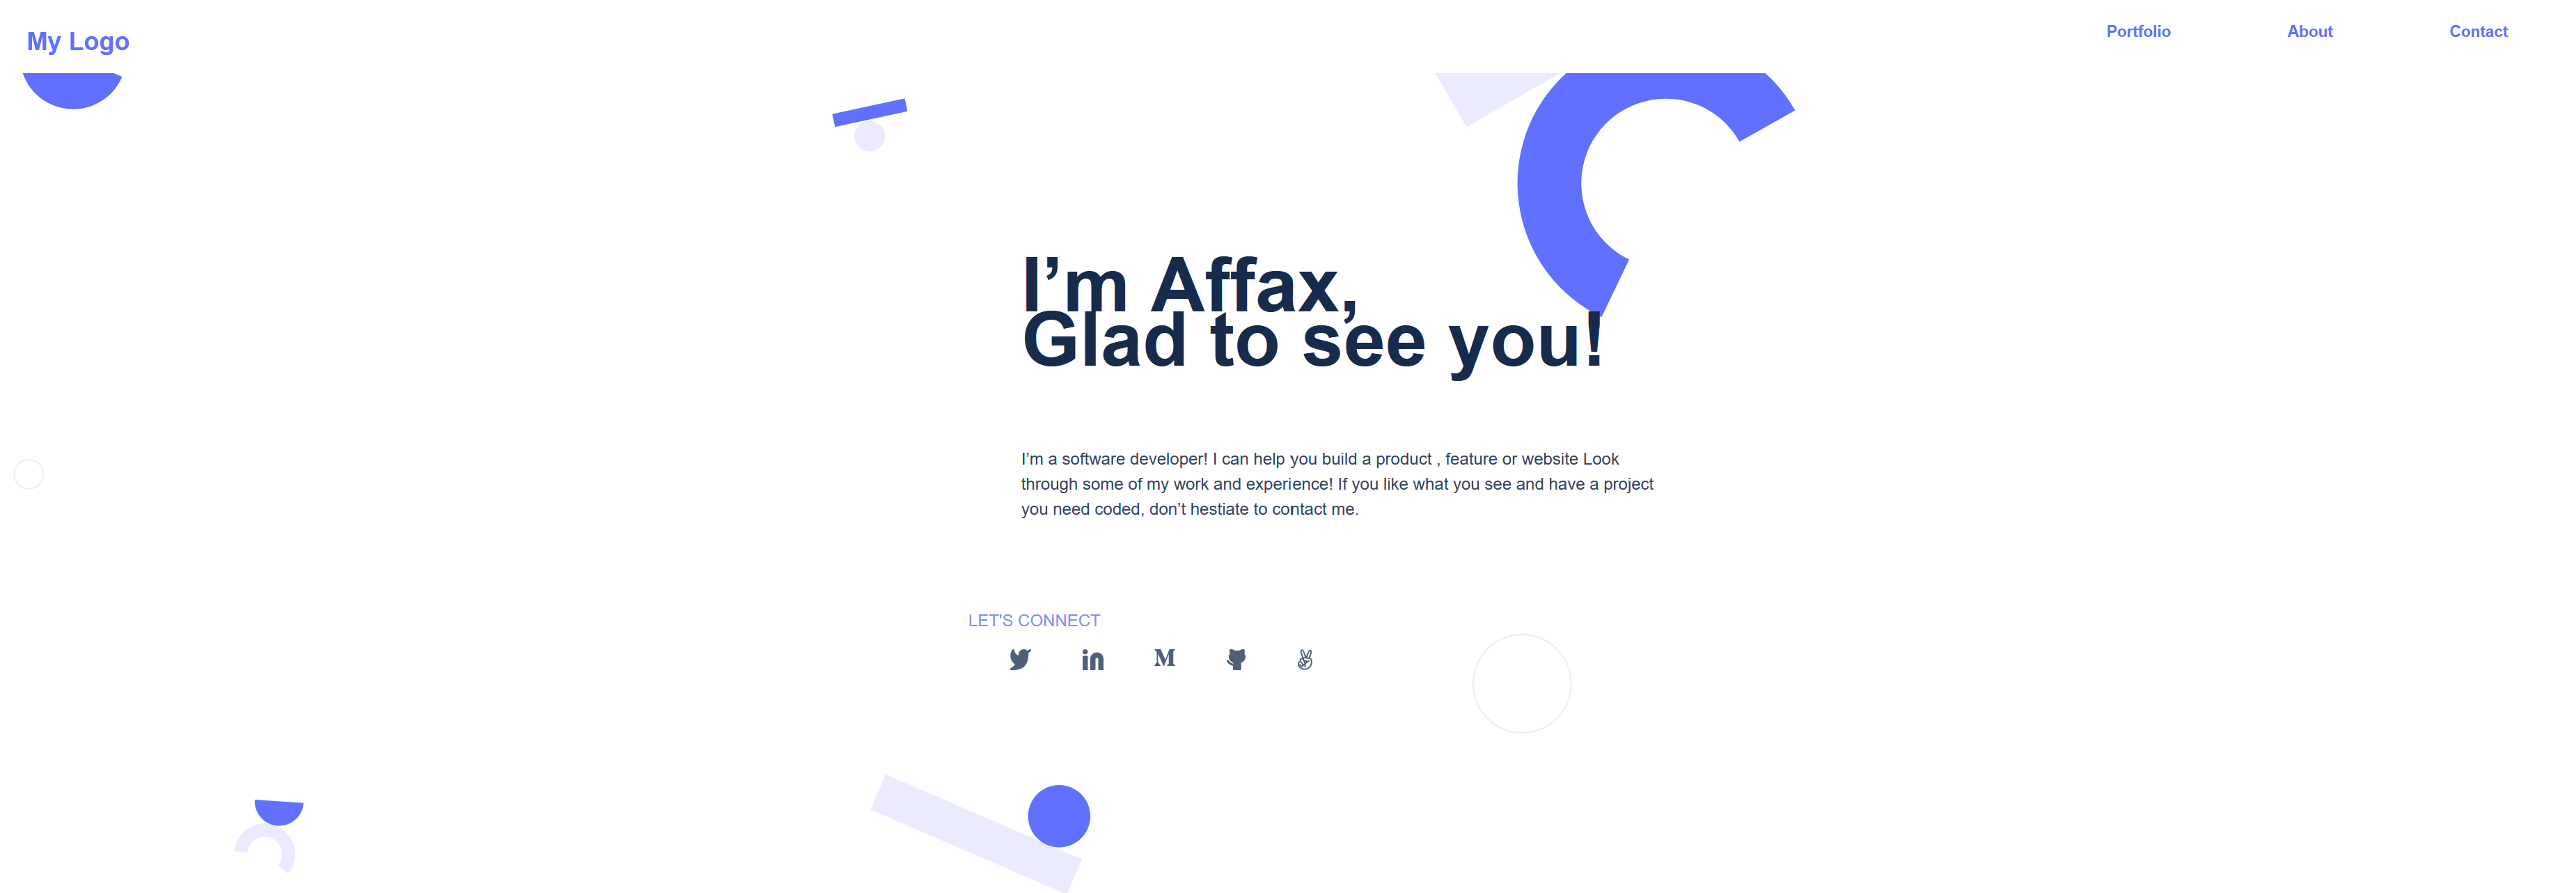 My Logo
Portfolio
About
Contact
I’m Affax,
Glad to see you!
I’m a software developer! I can help you build a product , feature or website Look
through some of my work and experience! If you like what you see and have a project
you need coded, don’t hestiate to contact me.
LET'S CONNECT